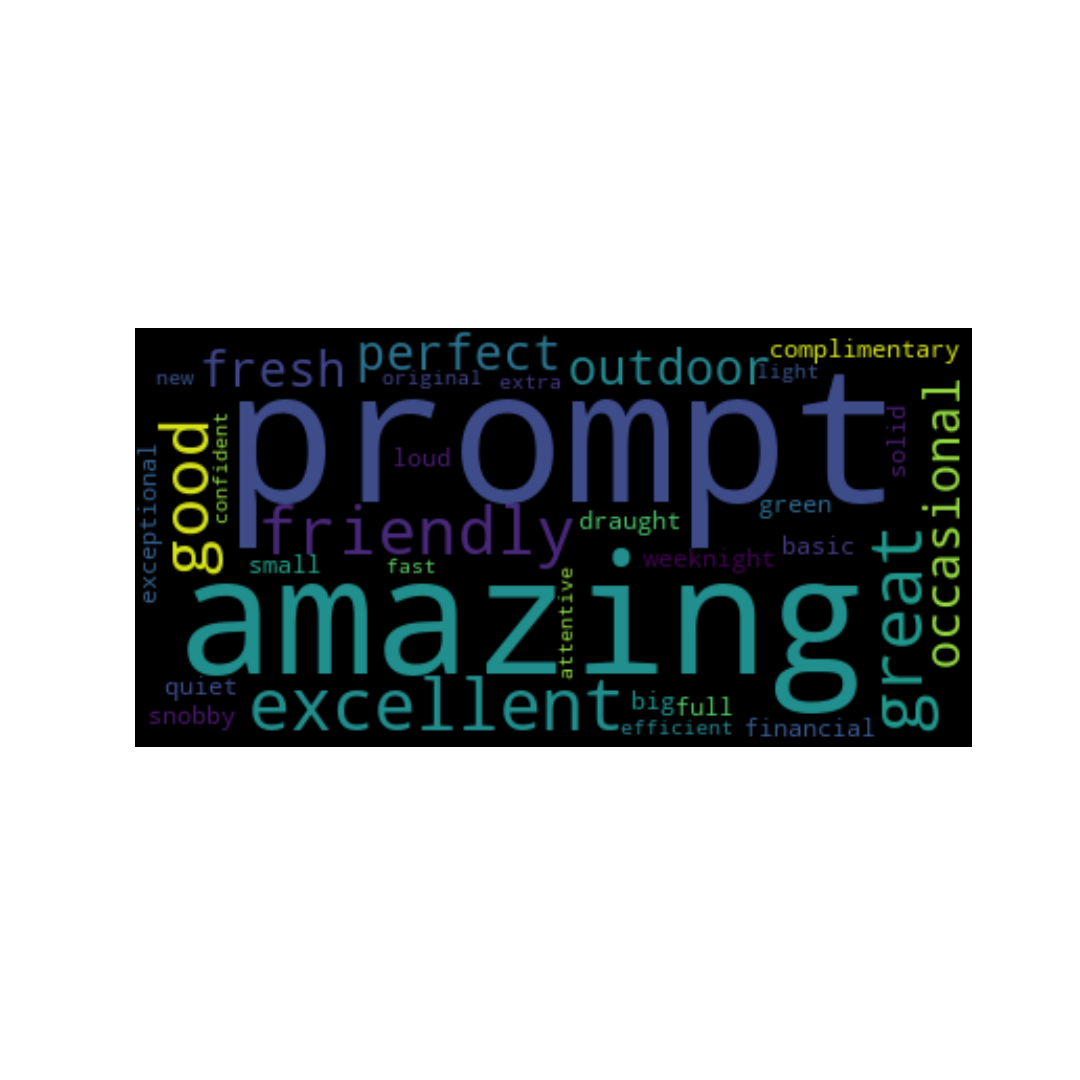 complimentary
perfect
outdoor
fresh
light
new
original
extra
prompt
occasional
solid
good
confident
exceptional
loud
green
friendly
draught
great
basic
weeknight
small
fast
attentive
amazing
quiet
excellent
big
full
snobby
efficient
financial